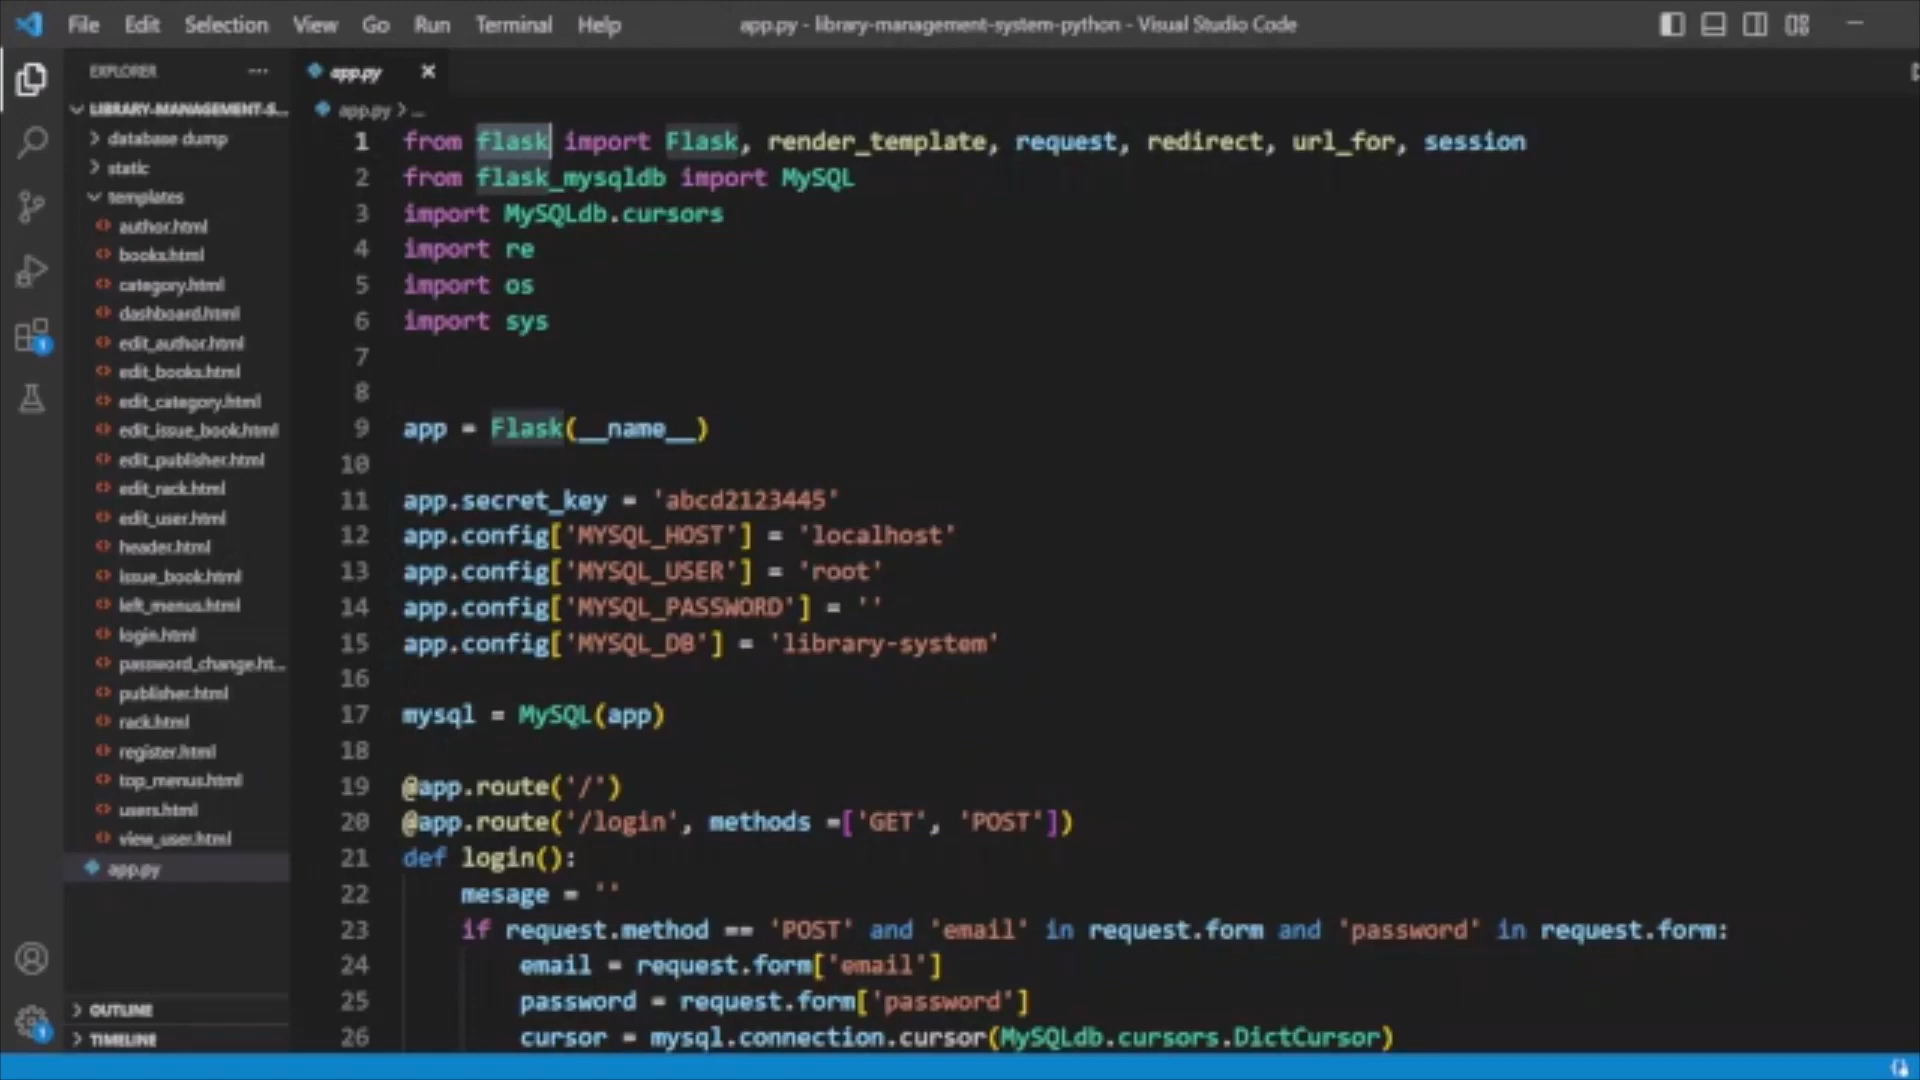 File Edit Selection View Go Run Terminal Help app.py - library-management-system-python - Visual Studio Code
EXPLORER
LIBRARY-MANAGEMENT-S...
database dump
static
templates
author.html
books.html
category.html
dashboard.html
edit_author.html
edit_books.html
edit_category.html
edit_issue_book.html
edit_publisher.html
edit_rack.html
edit_user.html
header.html
issue_book.html
left_menus.html
login.html
password_change.ht...
publisher.html
rack.html
register.html
top_menus.html
users.html
view_user.html
app.py
OUTLINE
TIMELINE
app.py
app.py > ...
1 from flask import Flask, render_template, request, redirect, url_for, session
2 from flask_mysqldb import MySQL
3 import MySQLdb.cursors
4 import re
5 import os
6 import sys
7
8
9 app = Flask(__name__)
10
11 app.secret_key = 'abcd2123445'
12 app.config['MYSQL_HOST'] = 'localhost'
13 app.config['MYSQL_USER'] = 'root'
14 app.config['MYSQL_PASSWORD'] = ''
15 app.config['MYSQL_DB'] = 'library-system'
16
17 mysql = MySQL(app)
18
19 @app.route('/')
20 @app.route('/login', methods =['GET', 'POST'])
21 def login():
22 mesage = ''
23 if request.method == 'POST' and 'email' in request.form and 'password' in request.form:
24 email = request.form['email']
25 password = request.form['password']
26 cursor = mysql.connection.cursor(MySQLdb.cursors.DictCursor)